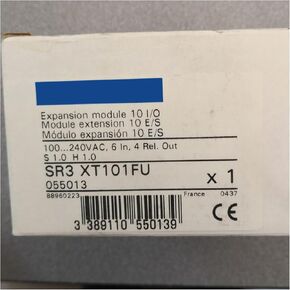 Expansion module 10 I/O
Module extension 10 E/S
Módulo expansión 10 E/S
100...240VAC, 6 In, 4 Rel. Out
S 1.0 H 1.0
SR3 XT101FU x 1
055013
88960223 France 0437
3 389110 550139 CE